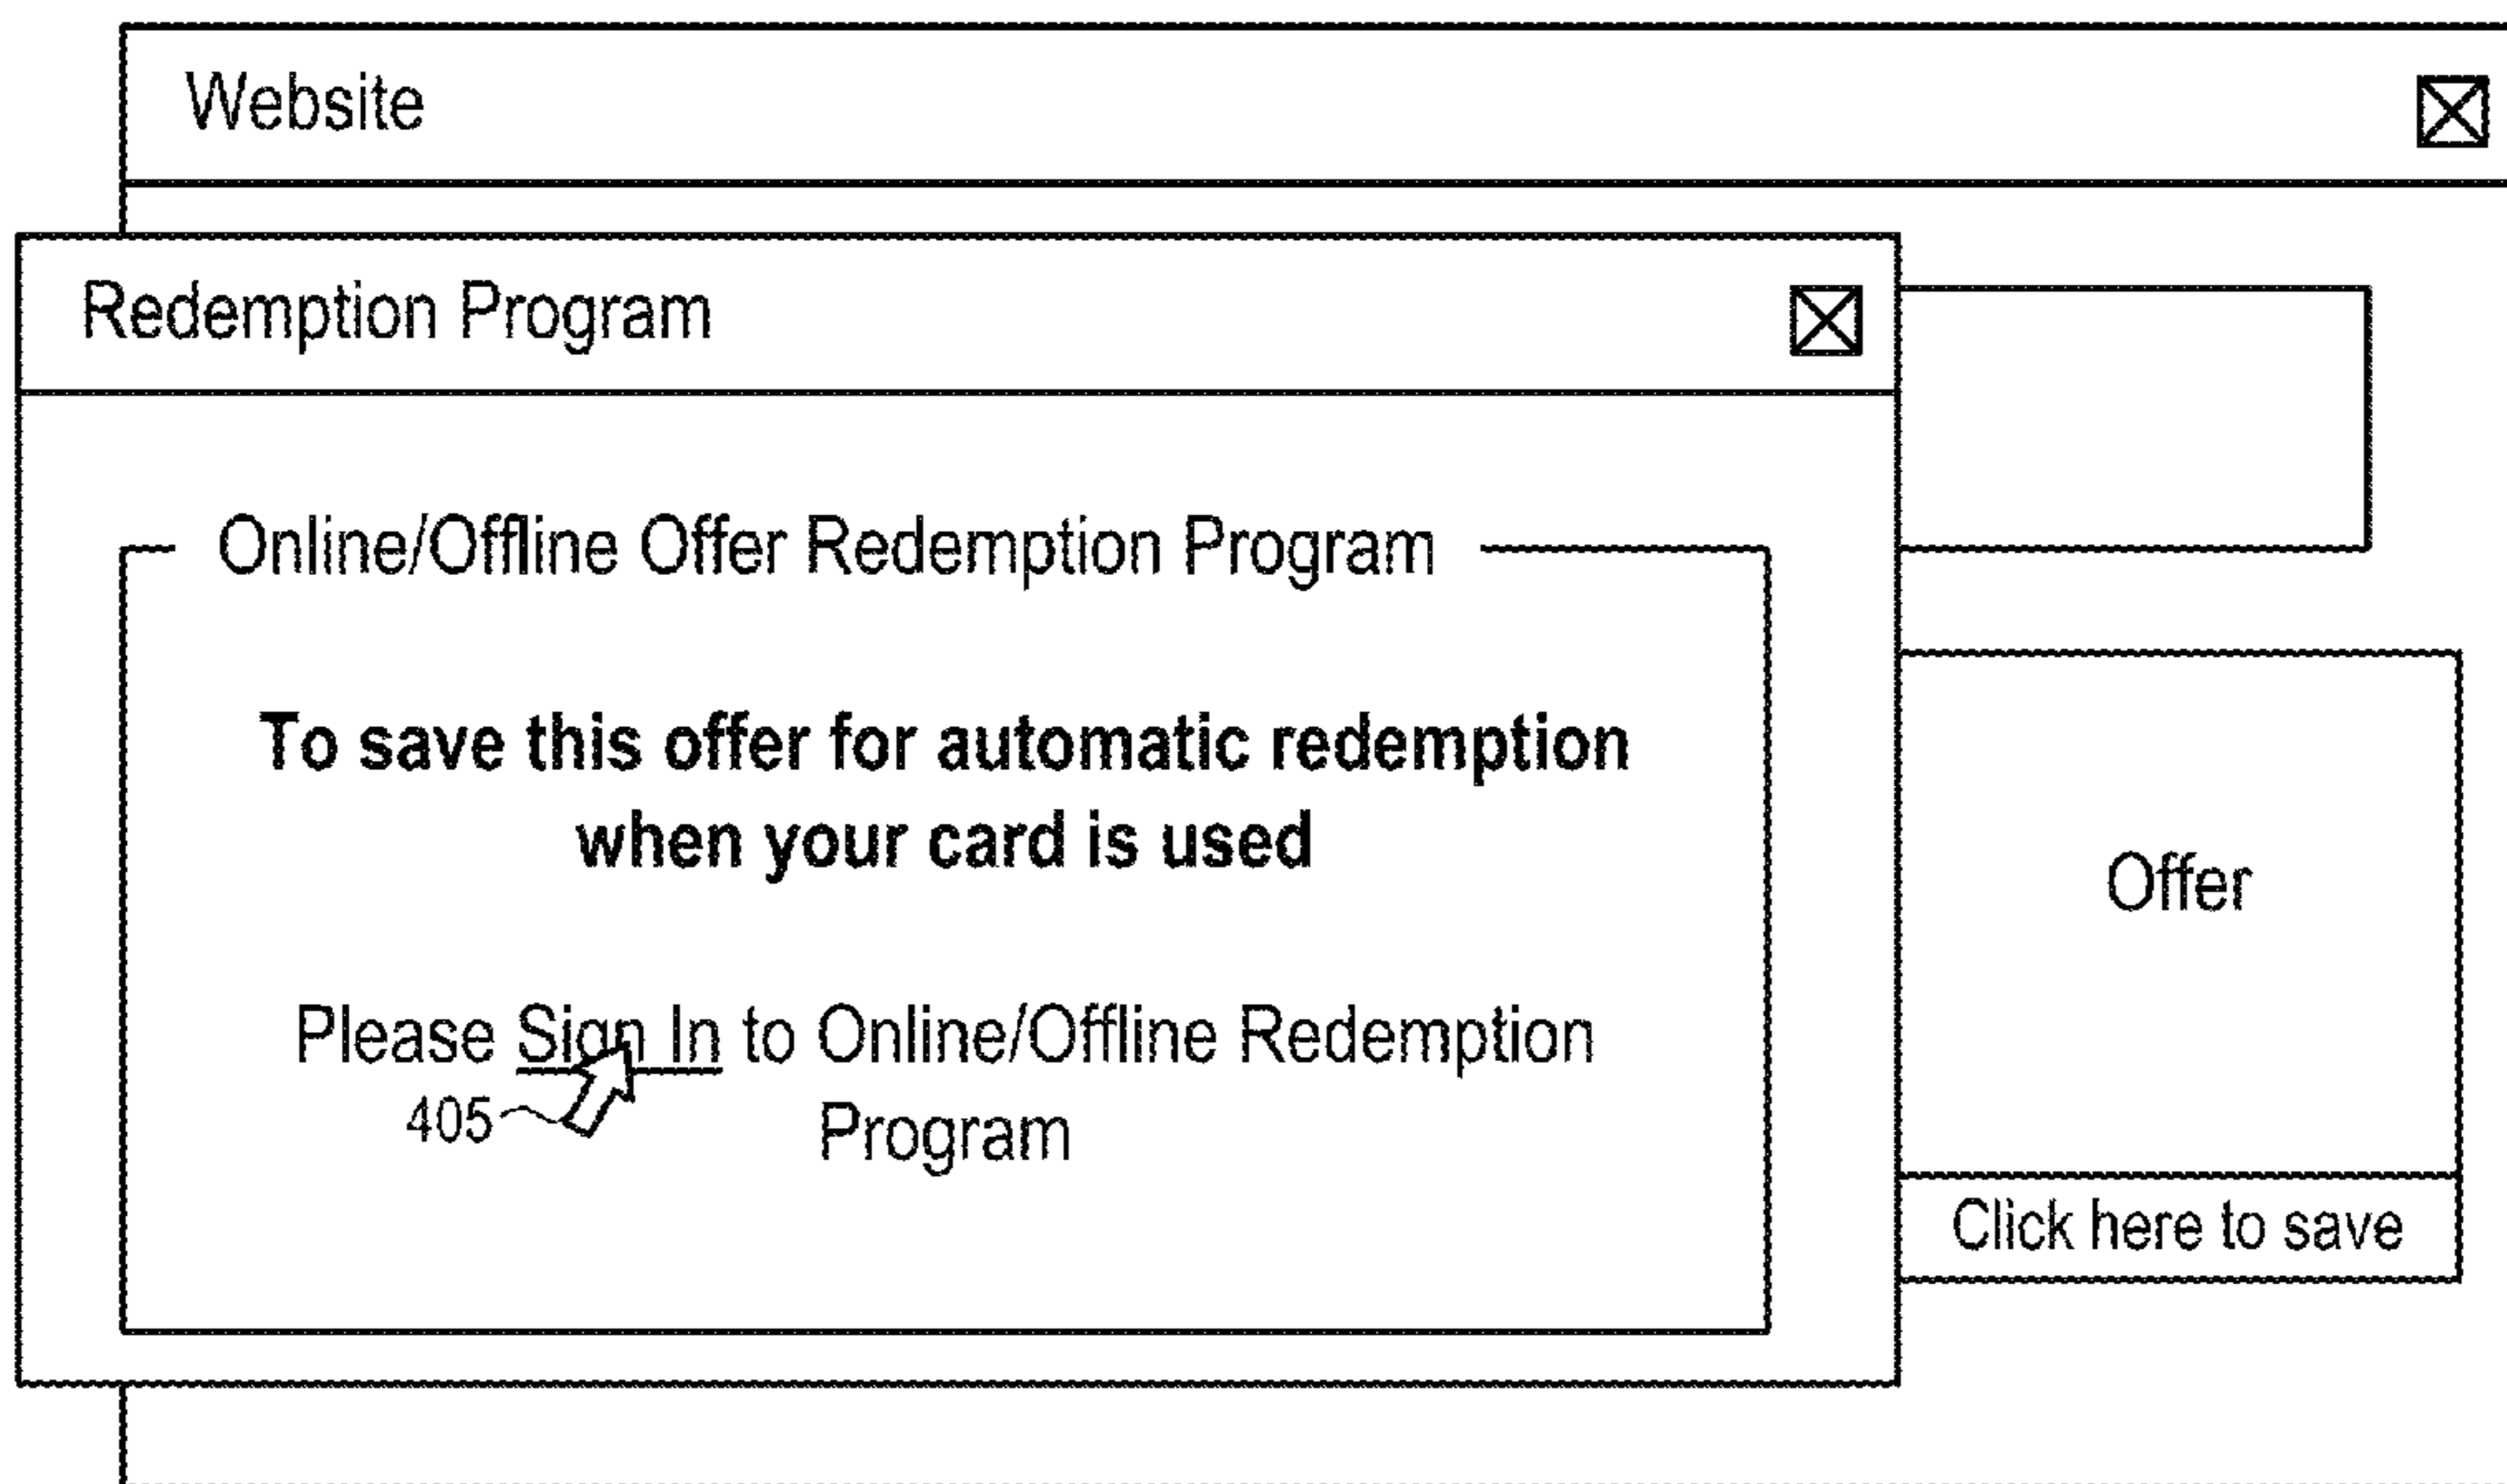 Website
Redemption Program
Online/Offline Offer Redemption Program
To save this offer for automatic redemption
when your card is used
Please Sign In to Online/Offline Redemption
405
Program
Offer
Click here to save